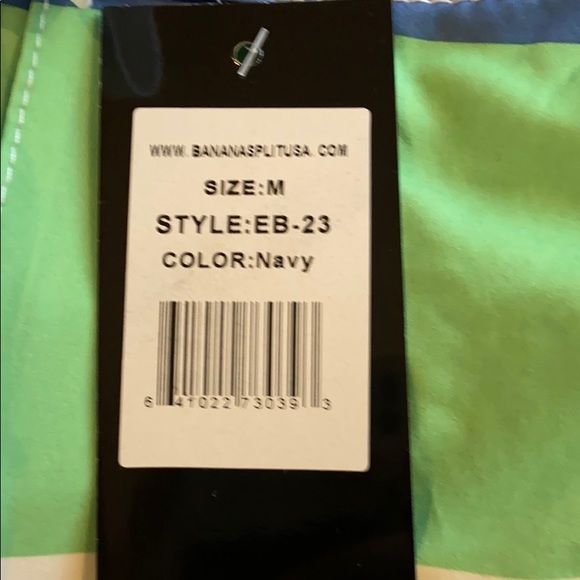 WWW.BANANASPLITUSA.COM
SIZE:M
STYLE:EB-23
COLOR:Navy
6 41022 73039 3